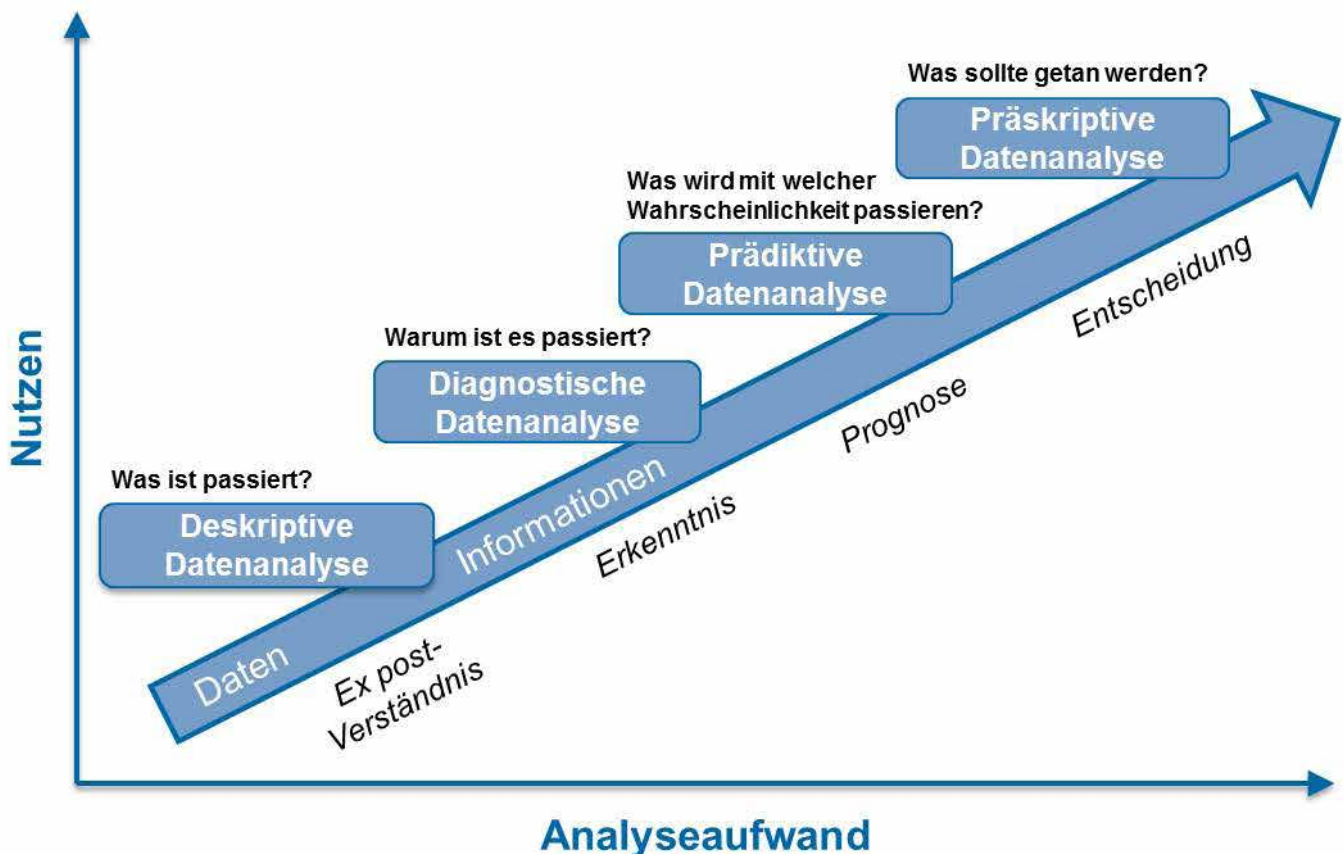 Was sollte getan werden?
Präskriptive
Datenanalyse
Was wird mit welcher
Wahrscheinlichkeit passieren?
Prädiktive
Datenanalyse
Entscheidung
Warum ist es passiert?
Diagnostische
Datenanalyse
Prognose
Nutzen
Was ist passiert?
Deskriptive
Datenanalyse
Informationen
Erkenntnis
Daten
Ex post-
Verständnis
Analyseaufwand